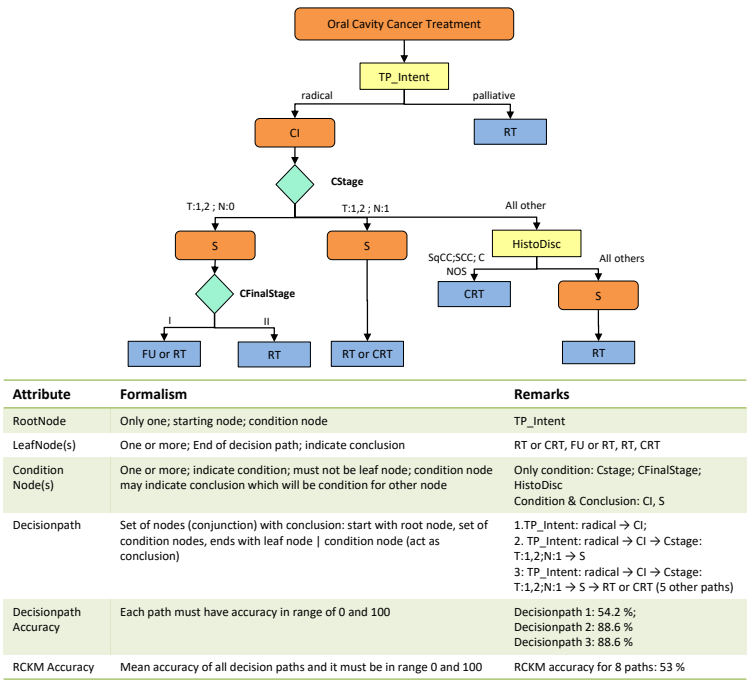 Oral Cavity Cancer Treatment
TP_Intent
radical
palliative
CI
RT
CStage
T:1,2 ; N:0
T:1,2 ; N:1
All other
S
S
HistoDisc
SqCC;SCC; C
NOS
All others
CFinalStage
CRT
S
I
II
FU or RT
RT
RT or CRT
RT
Attribute Formalism Remarks
RootNode Only one; starting node; condition node TP_Intent
LeafNode(s) One or more; End of decision path; indicate conclusion RT or CRT, FU or RT, RT, CRT
Condition
Node(s)
One or more; indicate condition; must not be leaf node; condition node
may indicate conclusion which will be condition for other node
Only condition: Cstage; CFinalStage;
HistoDisc
Condition & Conclusion: CI, S
Decisionpath
Set of nodes (conjunction) with conclusion: start with root node, set of
condition nodes, ends with leaf node | condition node (act as
conclusion)
1.TP_Intent: radical → CI;
2. TP_Intent: radical → CI → Cstage:
T:1,2;N:1 → S
3: TP_Intent: radical → CI → Cstage:
T:1,2;N:1 → S → RT or CRT (5 other paths)
Decisionpath
Accuracy
Each path must have accuracy in range of 0 and 100
Decisionpath 1: 54.2 %;
Decisionpath 2: 88.6 %
Decisionpath 3: 88.6 %
RCKM Accuracy Mean accuracy of all decision paths and it must be in range 0 and 100 RCKM accuracy for 8 paths: 53 %